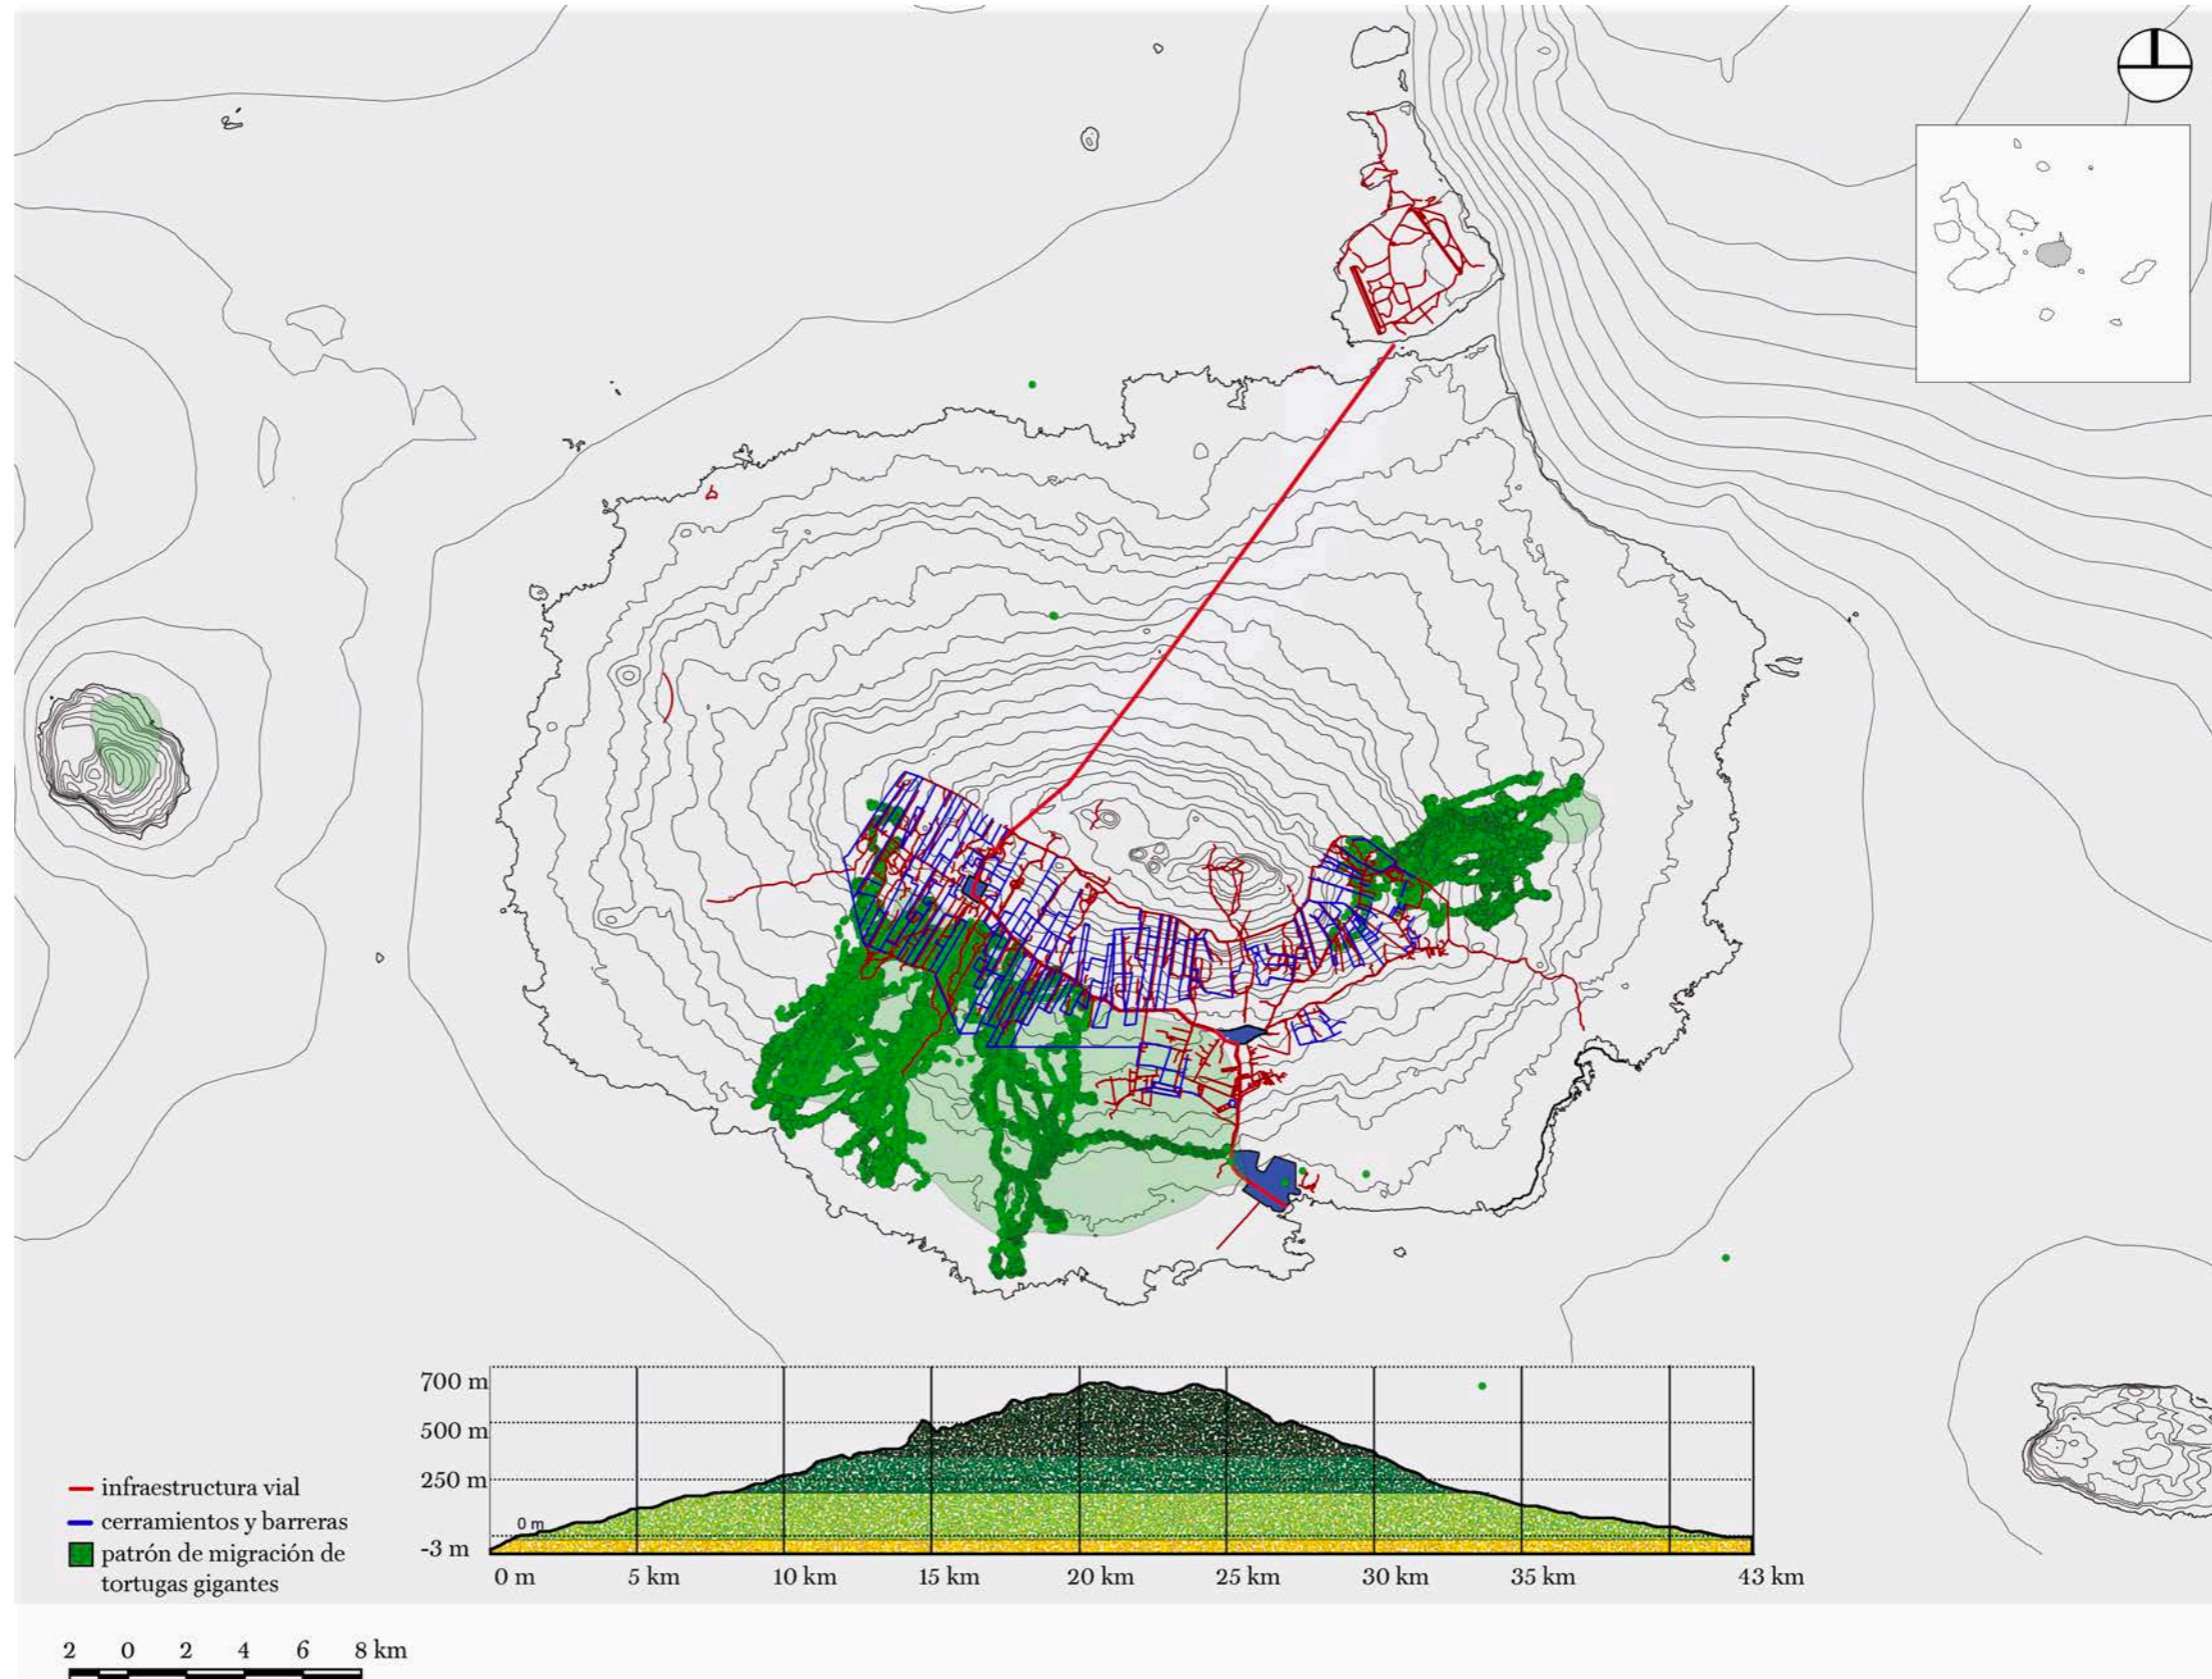 700 m
500 m
250 m
0 m
-3 m
0 m
5 km
10 km
15 km
20 km
25 km
30 km
35 km
43 km
infraestructura vial
cerramientos y barreras
patrón de migración de
tortugas gigantes
2 0 2 4 6 8 km